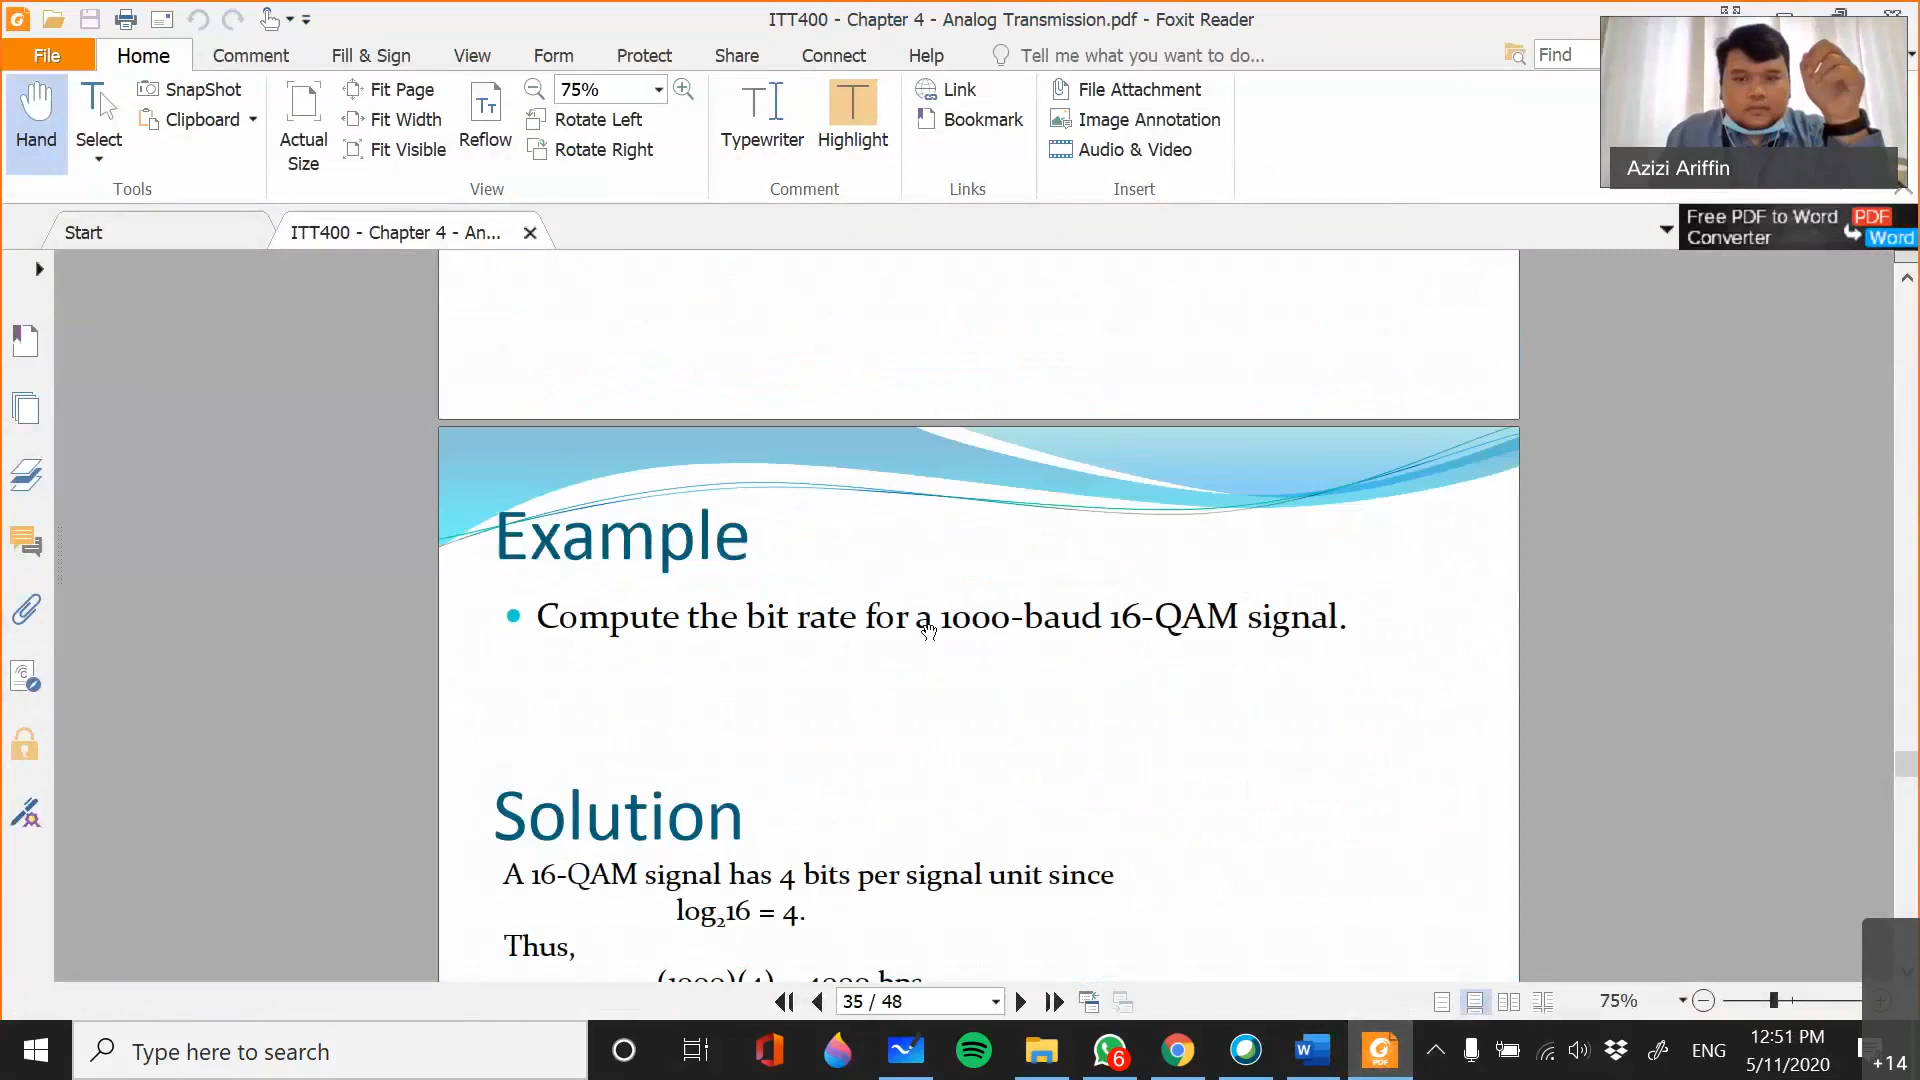 ITT400 - Chapter 4 - Analog Transmission.pdf - Foxit Reader
File Home Comment Fill & Sign View Form Protect Share Connect Help Tell me what you want to do... Find
Hand
Select
SnapShot
Clipboard
Tools
Actual Size
Fit Page
Fit Width
Fit Visible
Reflow
75%
Rotate Left
Rotate Right
View
Typewriter
Highlight
Comment
Link
Bookmark
Links
File Attachment
Image Annotation
Audio & Video
Insert
Azizi Ariffin
Start
ITT400 - Chapter 4 - An...
Free PDF to Word
Converter
PDF
Word
Example
• Compute the bit rate for a 1000-baud 16-QAM signal.
Solution
A 16-QAM signal has 4 bits per signal unit since
log₂16 = 4.
Thus,
(1000)(4) = 4000 bps
35 / 48
75%
Type here to search
6
ENG
12:51 PM
5/11/2020
+14